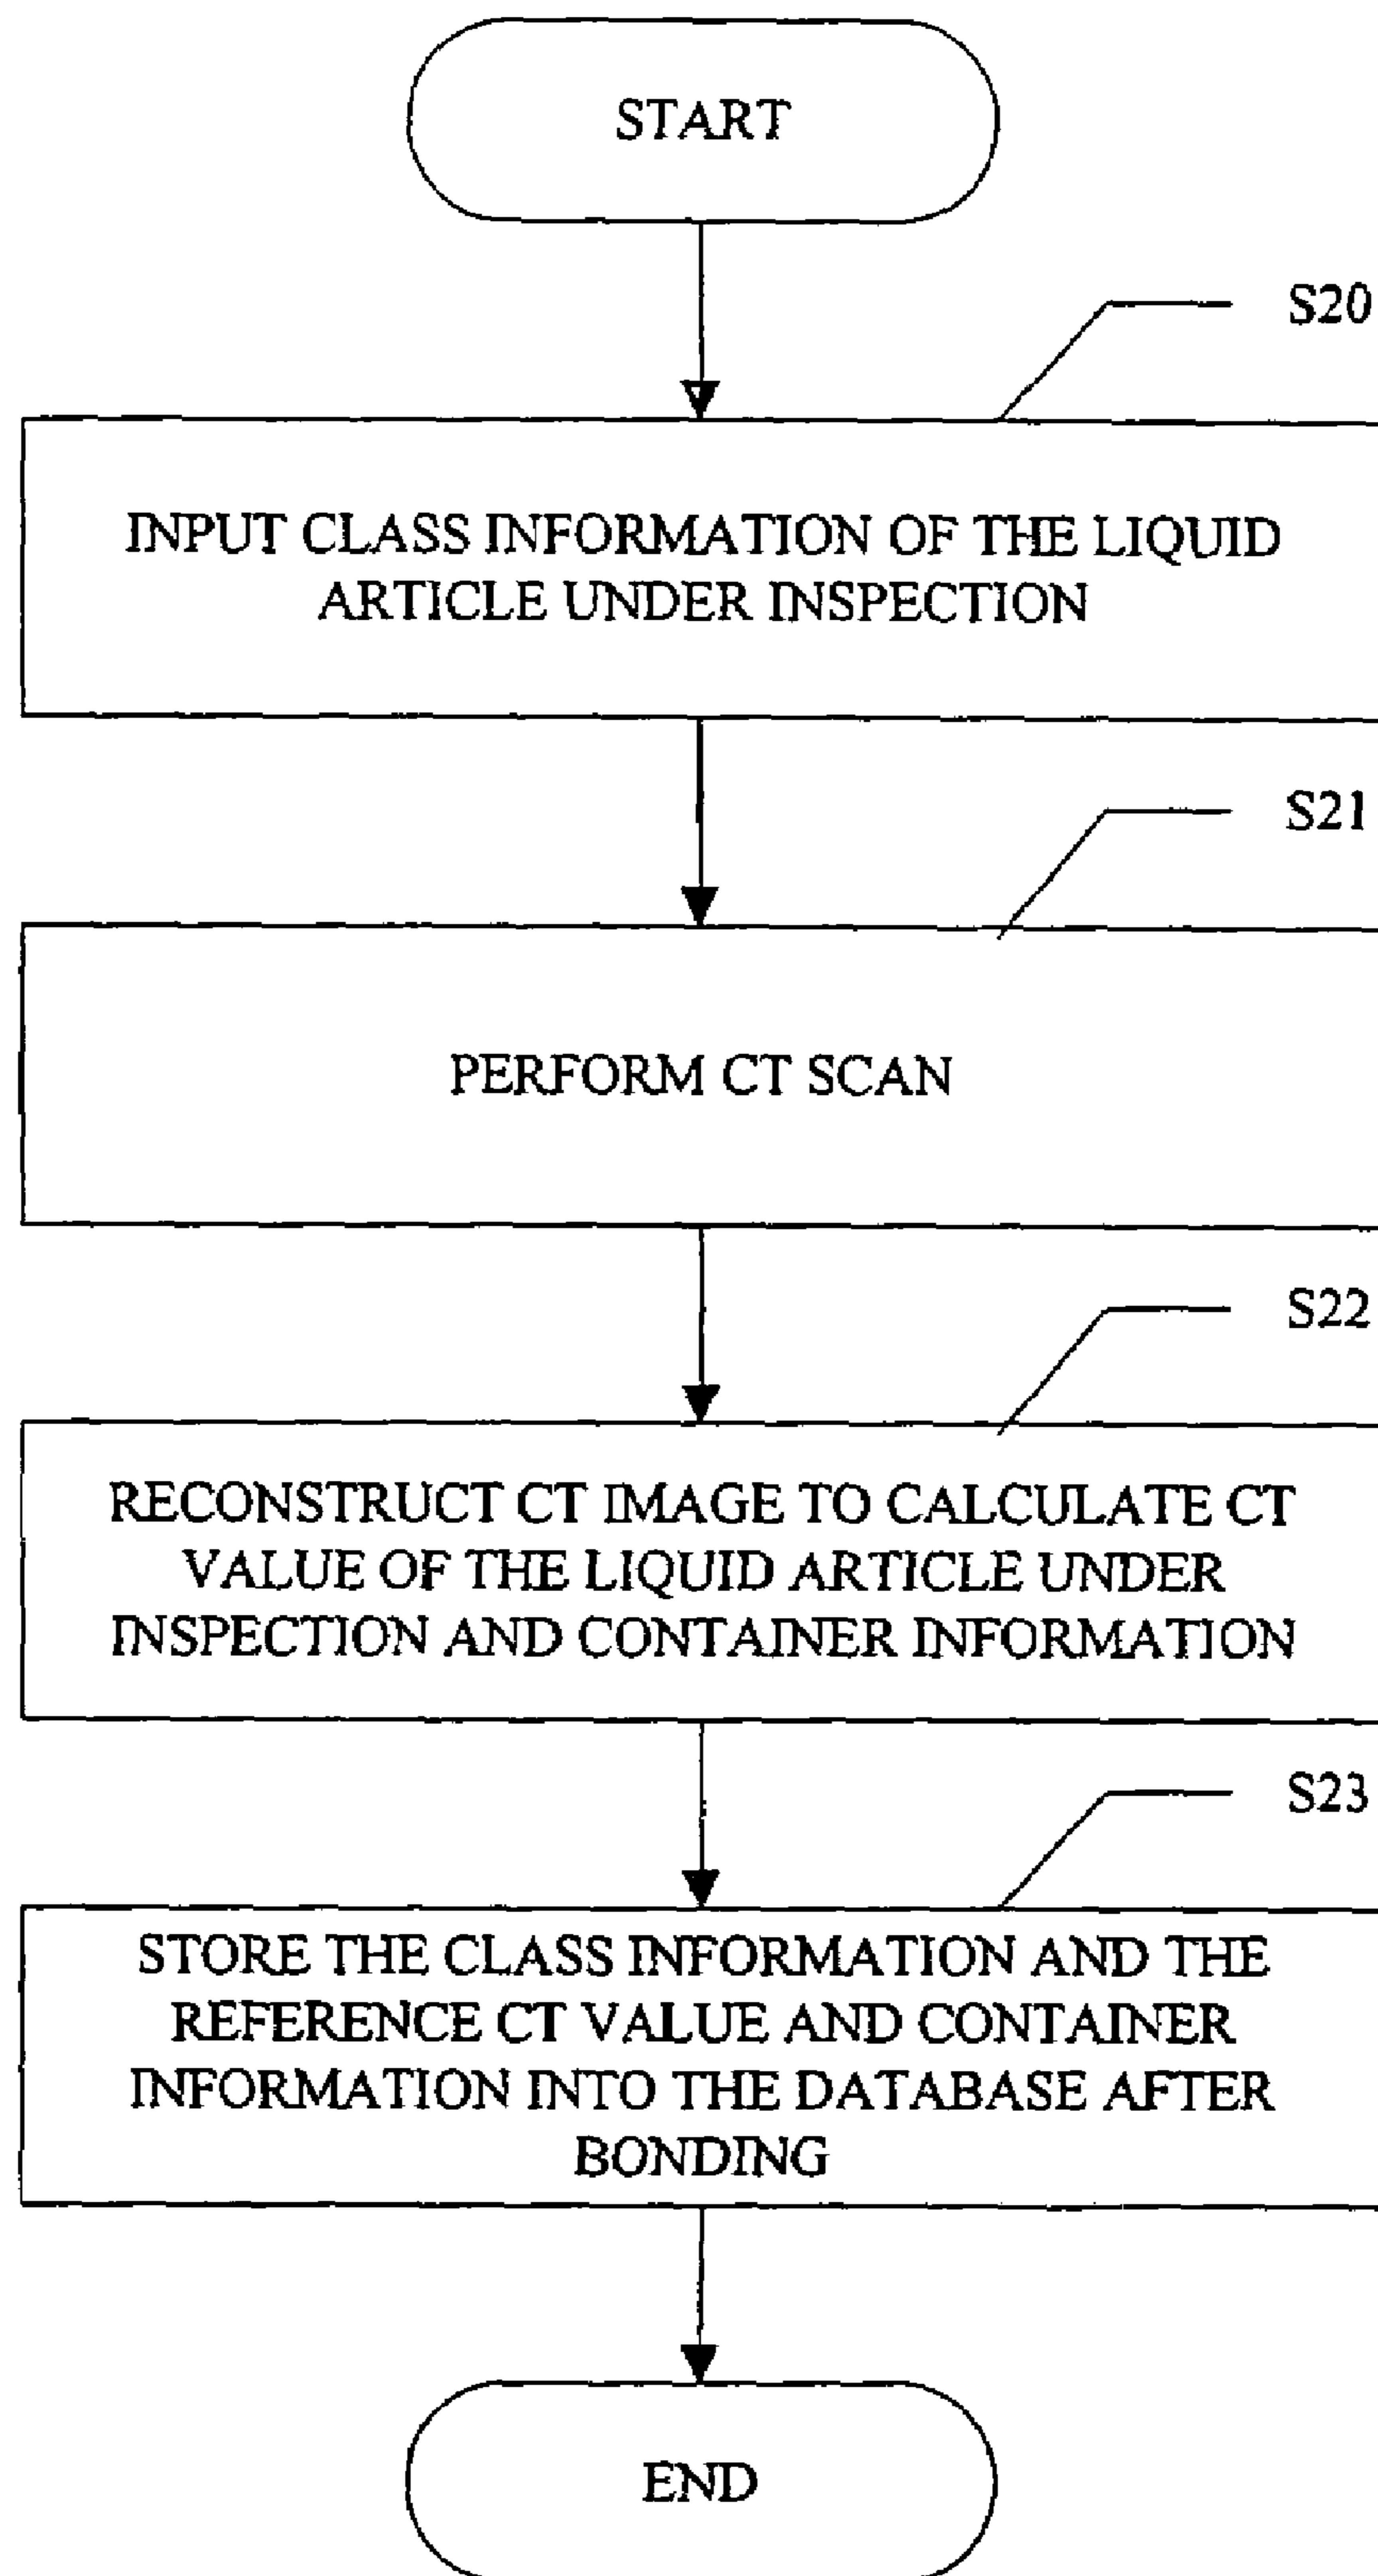 START
S20
INPUT CLASS INFORMATION OF THE LIQUID
ARTICLE UNDER INSPECTION
S21
PERFORM CT SCAN
S22
RECONSTRUCT CT IMAGE TO CALCULATE CT
VALUE OF THE LIQUID ARTICLE UNDER
INSPECTION AND CONTAINER INFORMATION
S23
STORE THE CLASS INFORMATION AND THE
REFERENCE CT VALUE AND CONTAINER
INFORMATION INTO THE DATABASE AFTER
BONDING
END